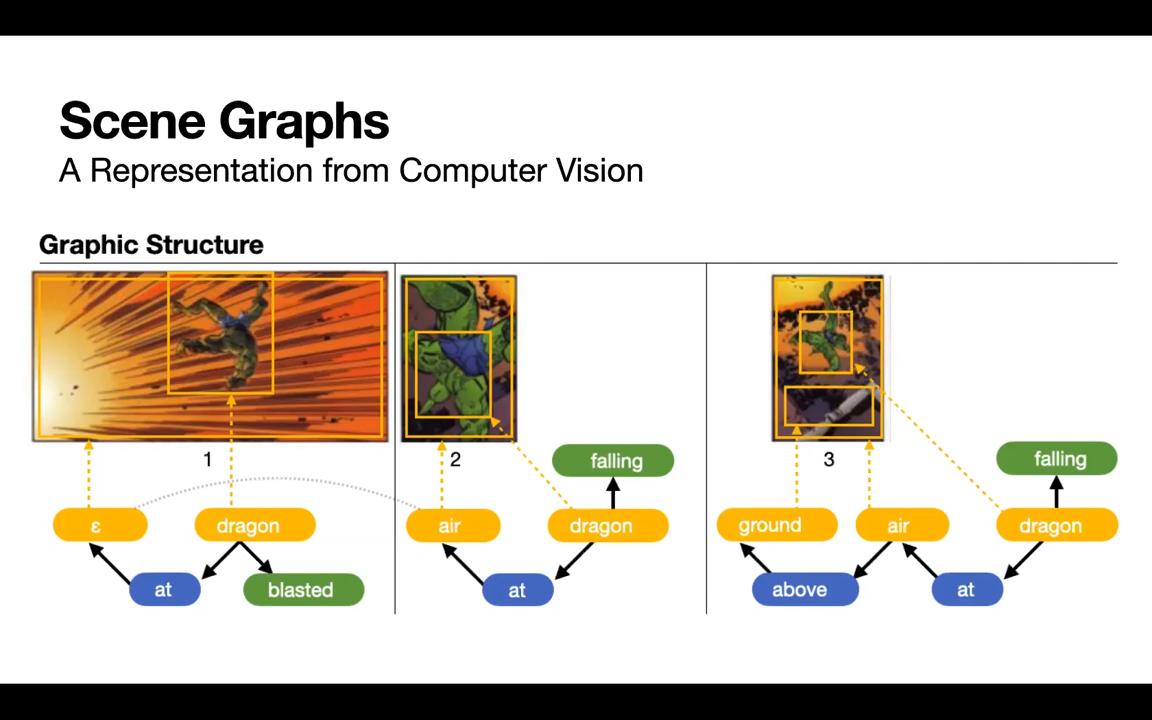 Scene Graphs
A Representation from Computer Vision
Graphic Structure
1
2
3
falling
falling
ε
dragon
air
dragon
ground
air
dragon
at
blasted
at
above
at